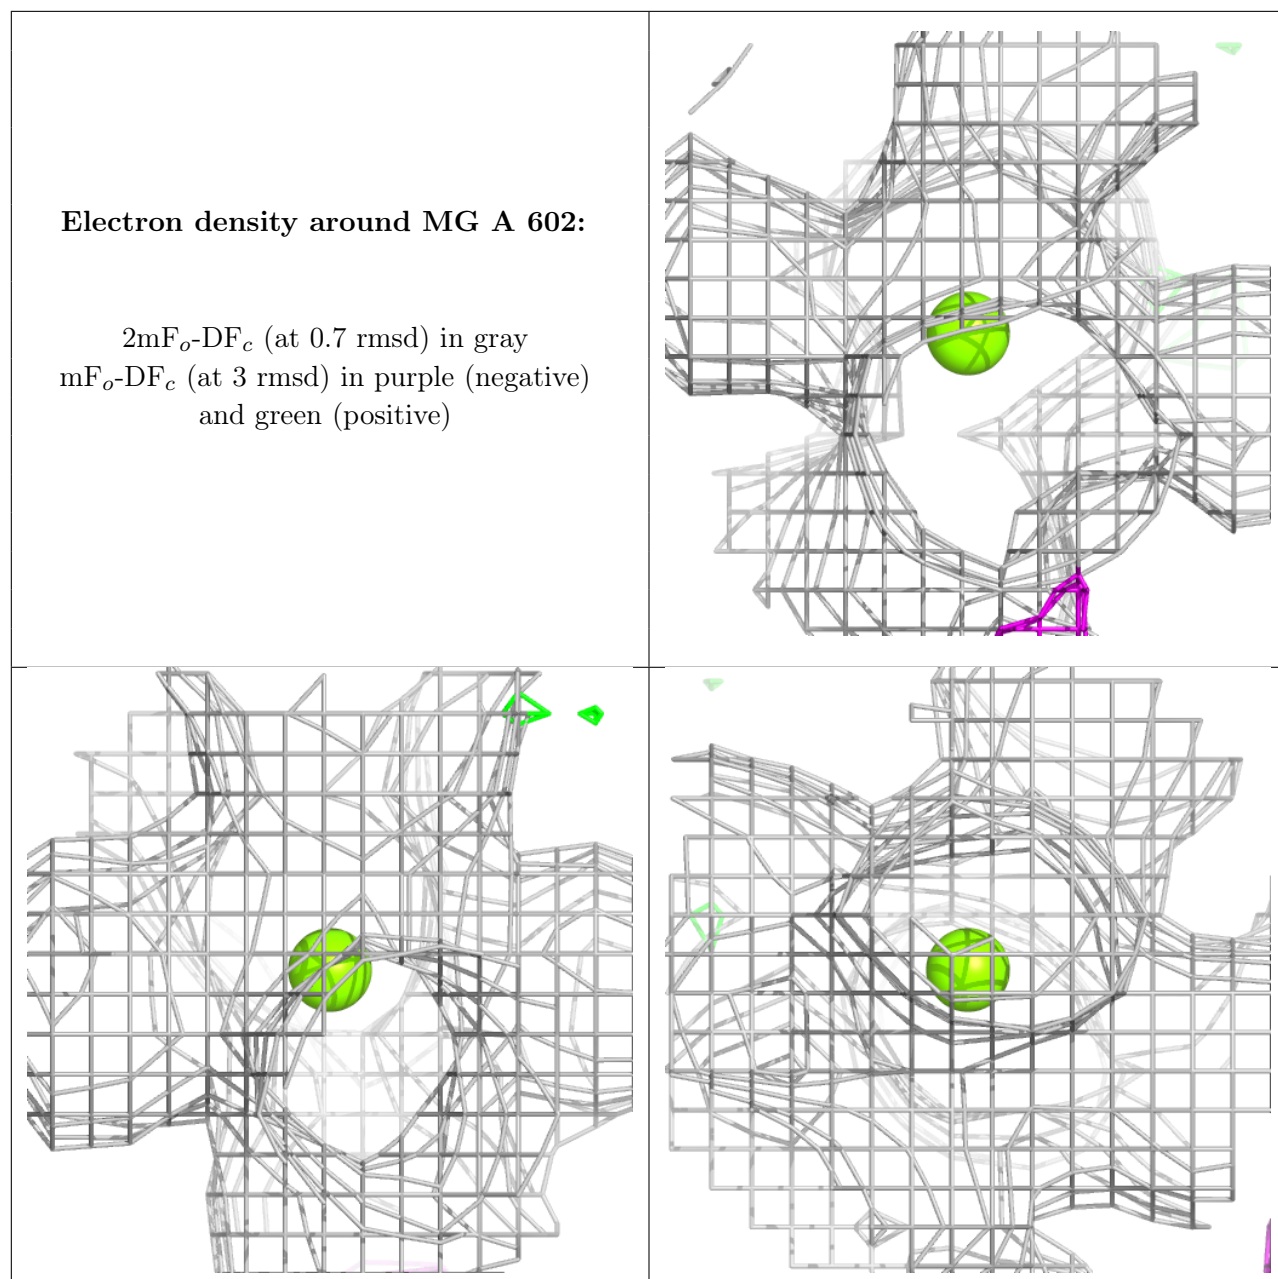 Electron density around MG A 602:
2mFo-DFc (at 0.7 rmsd) in gray
mFo-DFc (at 3 rmsd) in purple (negative)
and green (positive)